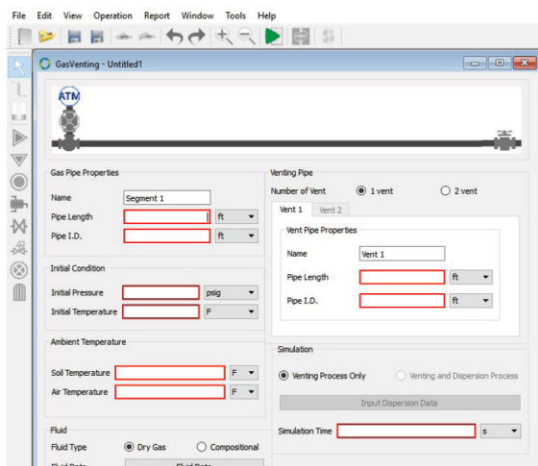 File Edit View Operation Report Window Tools Help
GasVenting - Untitled1
ATM
Gas Pipe Properties
Name Segment 1
Pipe Length ft
Pipe I.D. ft
Initial Condition
Initial Pressure psig
Initial Temperature F
Ambient Temperature
Soil Temperature F
Air Temperature F
Fluid
Fluid Type Dry Gas Compositional
Fluid Data Fluid Data
Venting Pipe
Number of Vent 1 vent 2 vent
Vent 1 Vent 2
Vent Pipe Properties
Name Vent 1
Pipe Length ft
Pipe I.D. ft
Simulation
Venting Process Only Venting and Dispersion Process
Input Dispersion Data
Simulation Time s